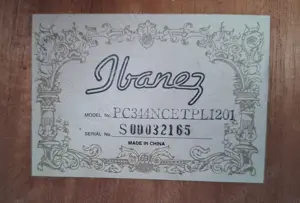 Ibanez
MODEL No. PC344NCETPLI201
SERIAL No. S00032165
MADE IN CHINA